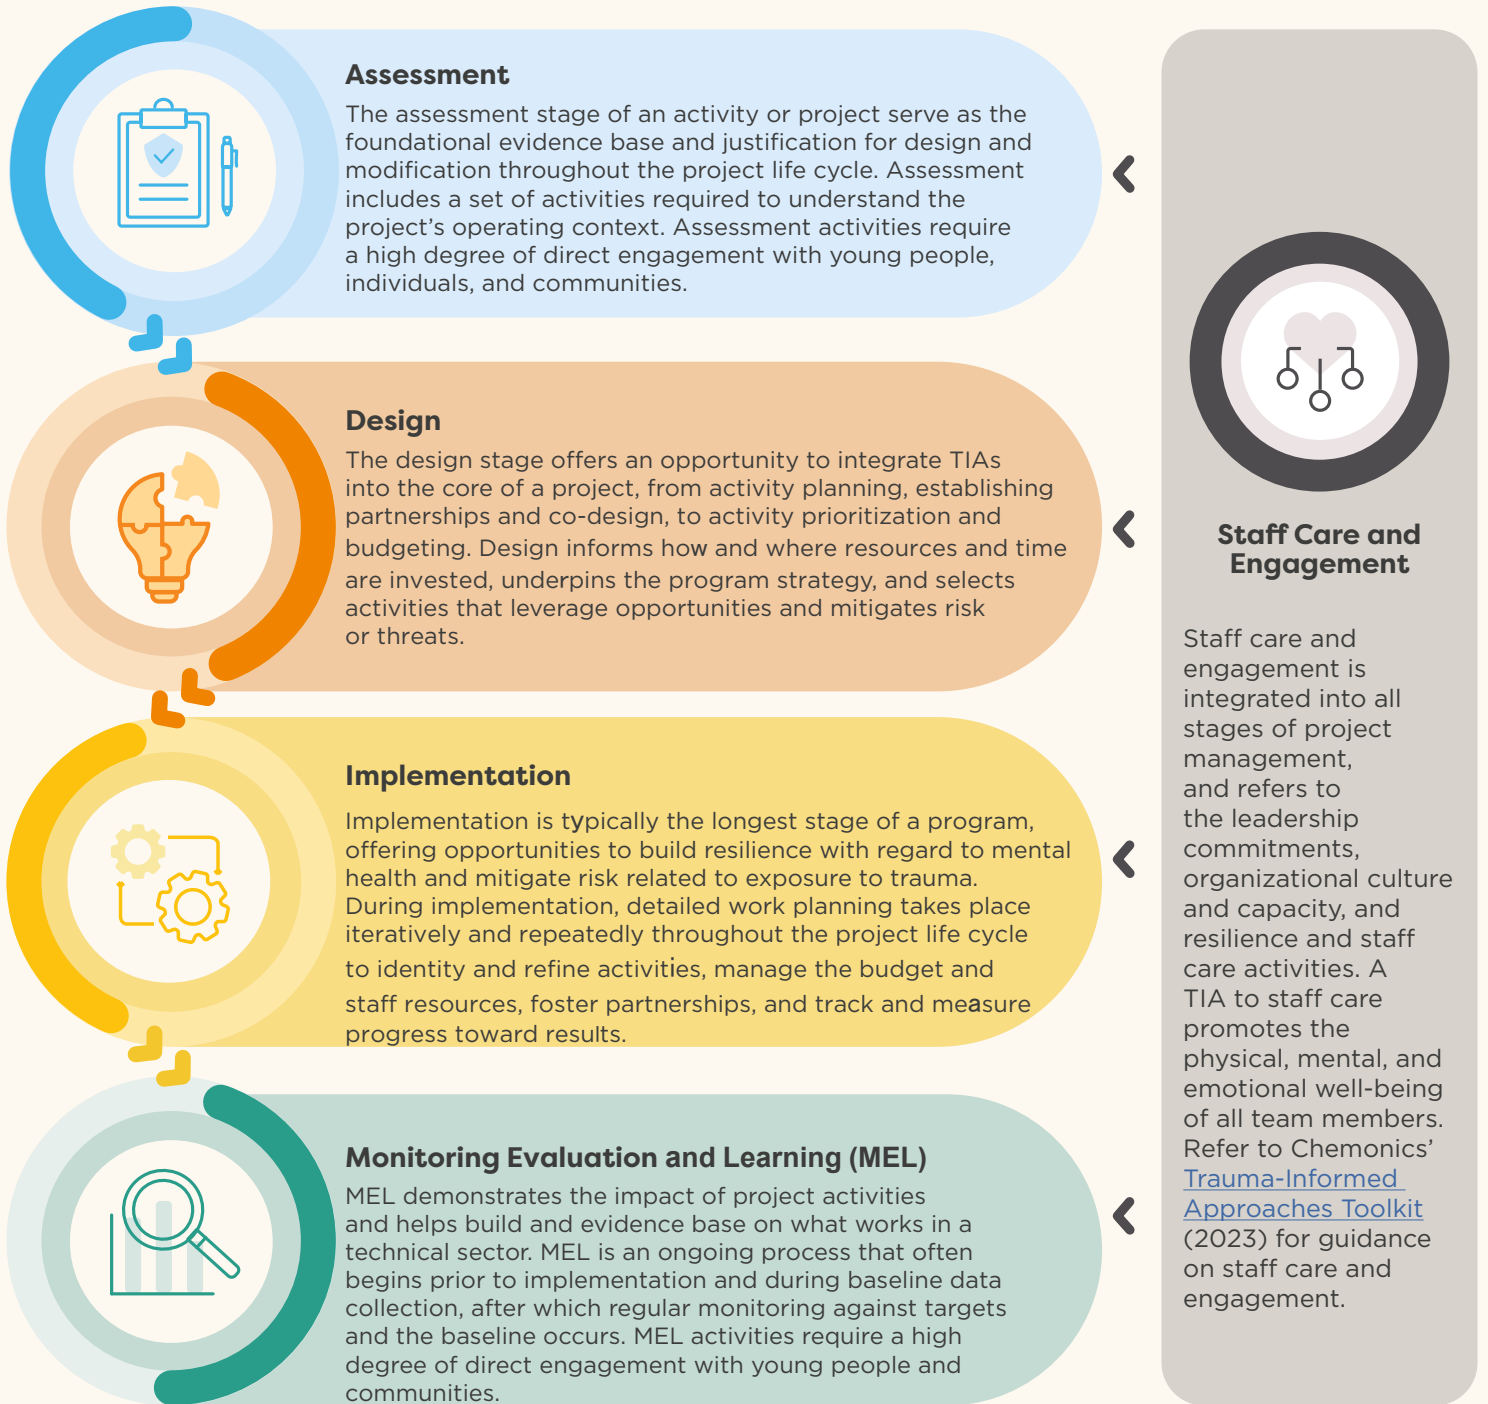 Assessment
The assessment stage of an activity or project serve as the
foundational evidence base and justification for design and
modification throughout the project life cycle. Assessment
includes a set of activities required to understand the
project’s operating context. Assessment activities require
a high degree of direct engagement with young people,
individuals, and communities.
Design
The design stage offers an opportunity to integrate TIAs
into the core of a project, from activity planning, establishing
partnerships and co-design, to activity prioritization and
budgeting. Design informs how and where resources and time
are invested, underpins the program strategy, and selects
activities that leverage opportunities and mitigates risk
or threats.
Implementation
Implementation is typically the longest stage of a program,
offering opportunities to build resilience with regard to mental
health and mitigate risk related to exposure to trauma.
During implementation, detailed work planning takes place
iteratively and repeatedly throughout the project life cycle
to identity and refine activities, manage the budget and
staff resources, foster partnerships, and track and measure
progress toward results.
Monitoring Evaluation and Learning (MEL)
MEL demonstrates the impact of project activities
and helps build and evidence base on what works in a
technical sector. MEL is an ongoing process that often
begins prior to implementation and during baseline data
collection, after which regular monitoring against targets
and the baseline occurs. MEL activities require a high
degree of direct engagement with young people and
communities.
Staff Care and
Engagement
Staff care and
engagement is
integrated into all
stages of project
management,
and refers to
the leadership
commitments,
organizational culture
and capacity, and
resilience and staff
care activities. A
TIA to staff care
promotes the
physical, mental, and
emotional well-being
of all team members.
Refer to Chemonics’
Trauma-Informed
Approaches Toolkit
(2023) for guidance
on staff care and
engagement.